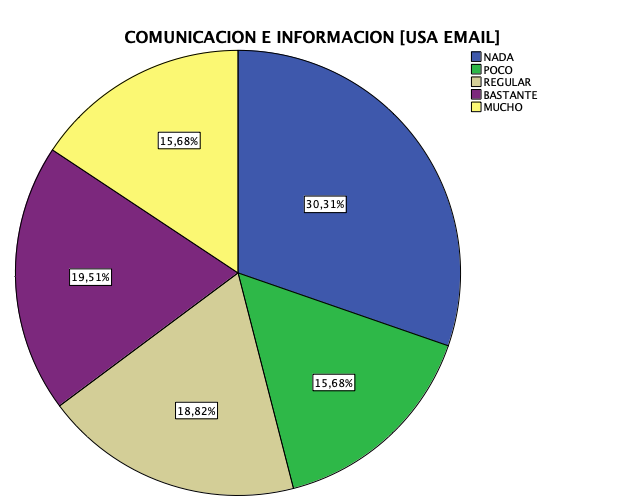 COMUNICACION E INFORMACION [USA EMAIL]
NADA
POCO
REGULAR
BASTANTE
MUCHO
15,68%
30,31%
19,51%
15,68%
18,82%